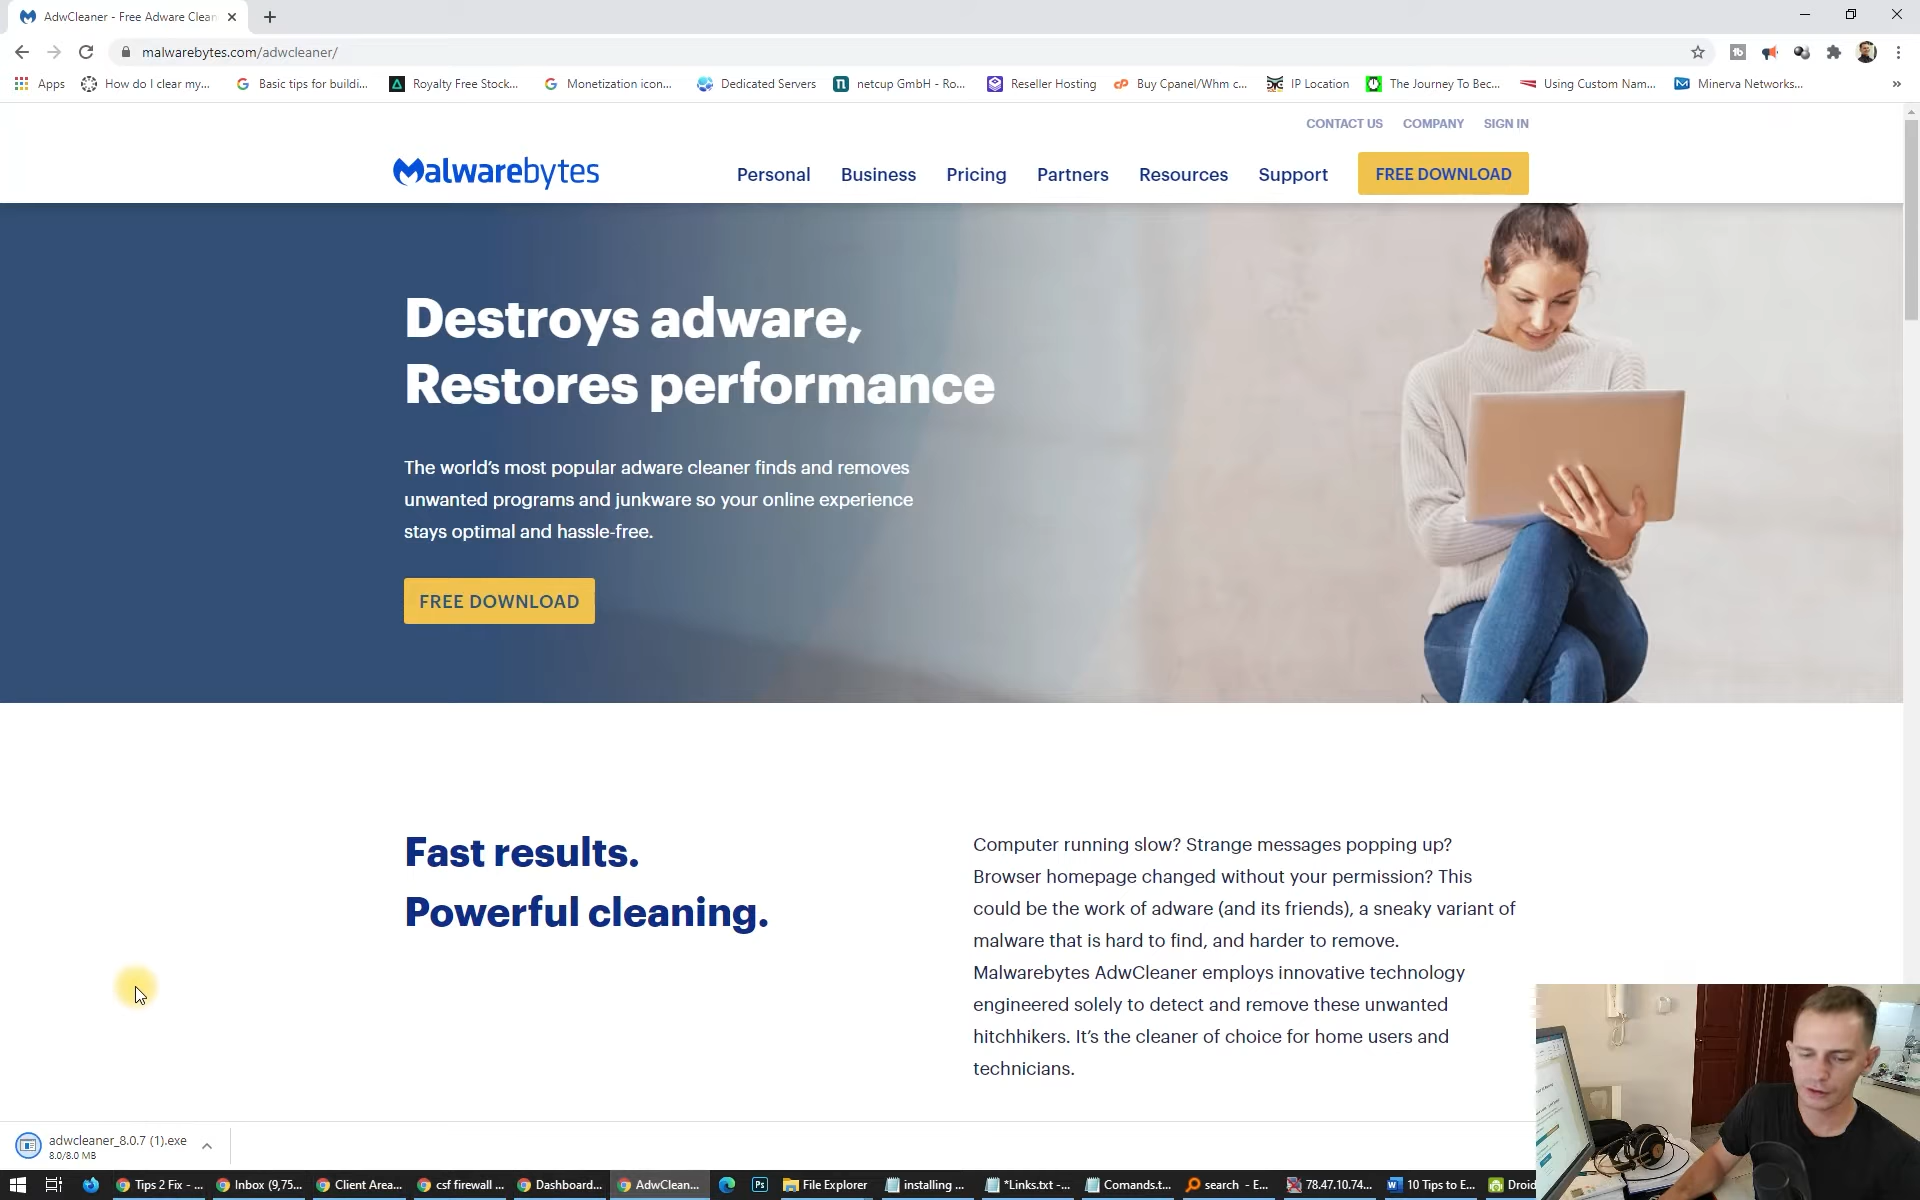 AdwCleaner - Free Adware Clean
malwarebytes.com/adwcleaner/
Apps
How do I clear my...
Basic tips for buildi...
Royalty Free Stock...
Monetization icon...
Dedicated Servers
netcup GmbH - Ro...
Reseller Hosting
Buy Cpanel/Whm c...
IP Location
The Journey To Bec...
Using Custom Nam...
Minerva Networks...
»
CONTACT US
COMPANY
SIGN IN
Malwarebytes
Personal
Business
Pricing
Partners
Resources
Support
FREE DOWNLOAD
Destroys adware,
Restores performance
The world's most popular adware cleaner finds and removes
unwanted programs and junkware so your online experience
stays optimal and hassle-free.
FREE DOWNLOAD
Fast results.
Powerful cleaning.
Computer running slow? Strange messages popping up?
Browser homepage changed without your permission? This
could be the work of adware (and its friends), a sneaky variant of
malware that is hard to find, and harder to remove.
Malwarebytes AdwCleaner employs innovative technology
engineered solely to detect and remove these unwanted
hitchhikers. It's the cleaner of choice for home users and
technicians.
adwcleaner_8.0.7 (1).exe
8.0/8.0 MB
Tips 2 Fix - ...
Inbox (9,75...
Client Area...
csf firewall ...
Dashboard...
AdwClean...
Ps
File Explorer
installing ...
*Links.txt -...
Comands.t...
search - E...
78.47.10.74...
10 Tips to E...
Droid